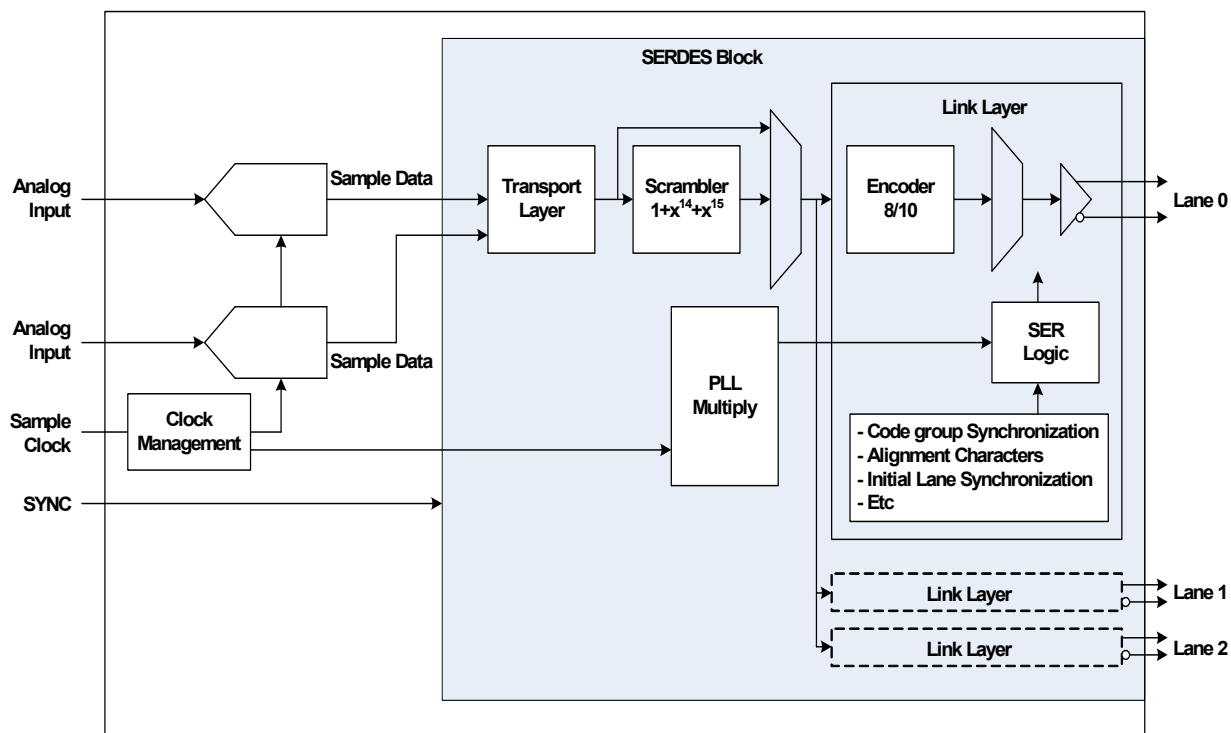 SERDES Block
Link Layer
Analog
Input
Sample Data
Transport
Layer
Scrambler
1+x¹⁴+x¹⁵
Encoder
8/10
Lane 0
Analog
Input
Sample Data
SER
Logic
PLL
Multiply
Sample
Clock
Clock
Management
- Code group Synchronization
- Alignment Characters
- Initial Lane Synchronization
- Etc
SYNC
Link Layer
Lane 1
Link Layer
Lane 2